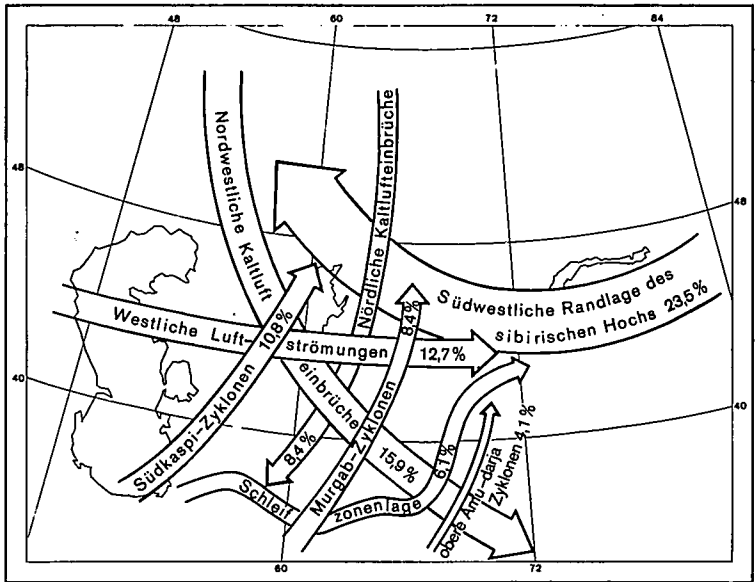 48
60
72
84
48
48
40
40
60
72
Nordwestliche Kaltluft
einbrüche
15,9%
Nördliche Kaltlufteinbrüche
8,4%
Südwestliche Randlage des
sibirischen Hochs 23,5%
Westliche Luft-
strömungen
12,7%
Südkaspi-Zyklonen 10,8%
Murgab-Zyklonen
8,4%
Schleif
zonenlage
6,1%
obere Amu-darja
Zyklonen 4,1%